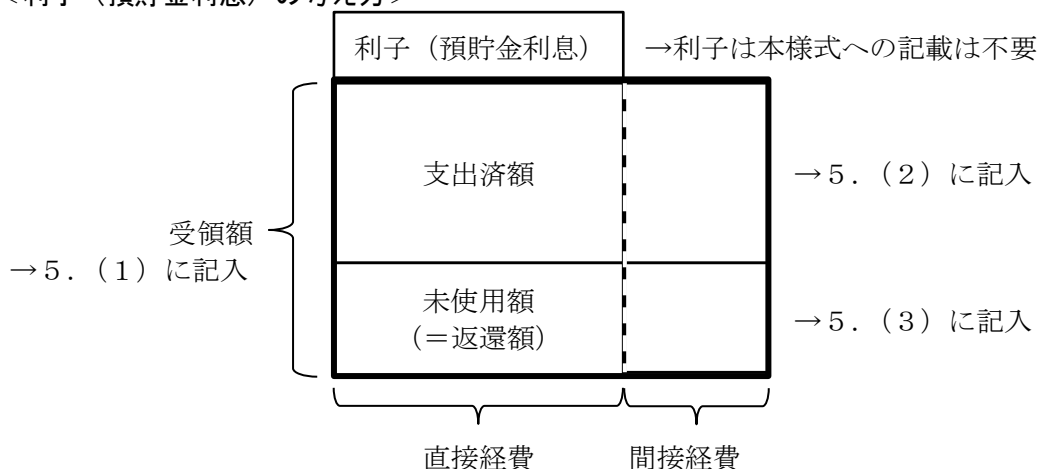 <利子（預貯金利息）の考え方>
利子（預貯金利息）
→利子は本様式への記載は不要
支出済額
→５．（２）に記入
受領額
→５．（１）に記入
未使用額
（＝返還額）
→５．（３）に記入
直接経費
間接経費